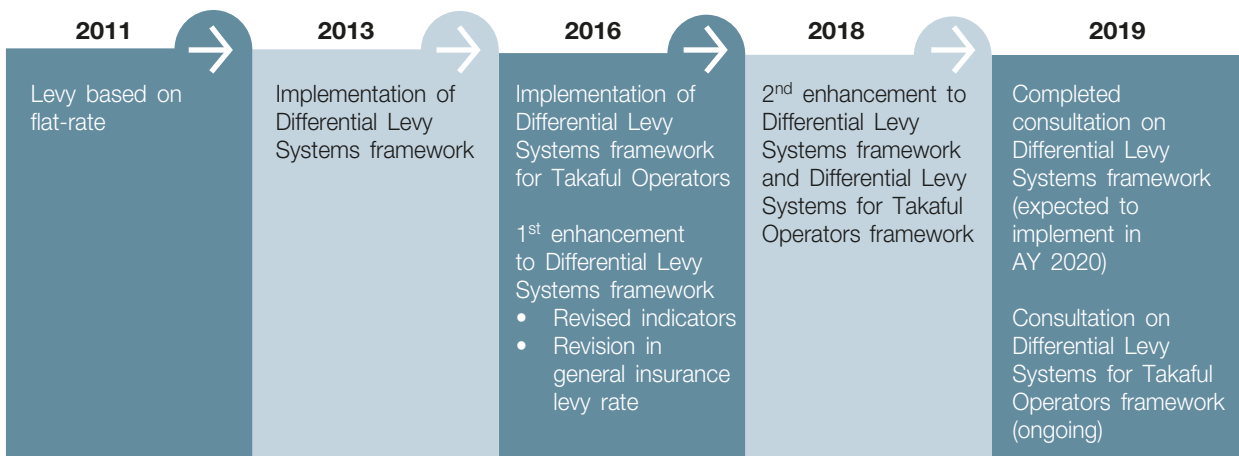 2011
Levy based on
flat-rate
2013
Implementation of
Differential Levy
Systems framework
2016
Implementation of
Differential Levy
Systems framework
for Takaful Operators
1st enhancement
to Differential Levy
Systems framework
• Revised indicators
• Revision in
general insurance
levy rate
2018
2nd enhancement to
Differential Levy
Systems framework
and Differential Levy
Systems for Takaful
Operators framework
2019
Completed
consultation on
Differential Levy
Systems framework
(expected to
implement in
AY 2020)
Consultation on
Differential Levy
Systems for Takaful
Operators framework
(ongoing)